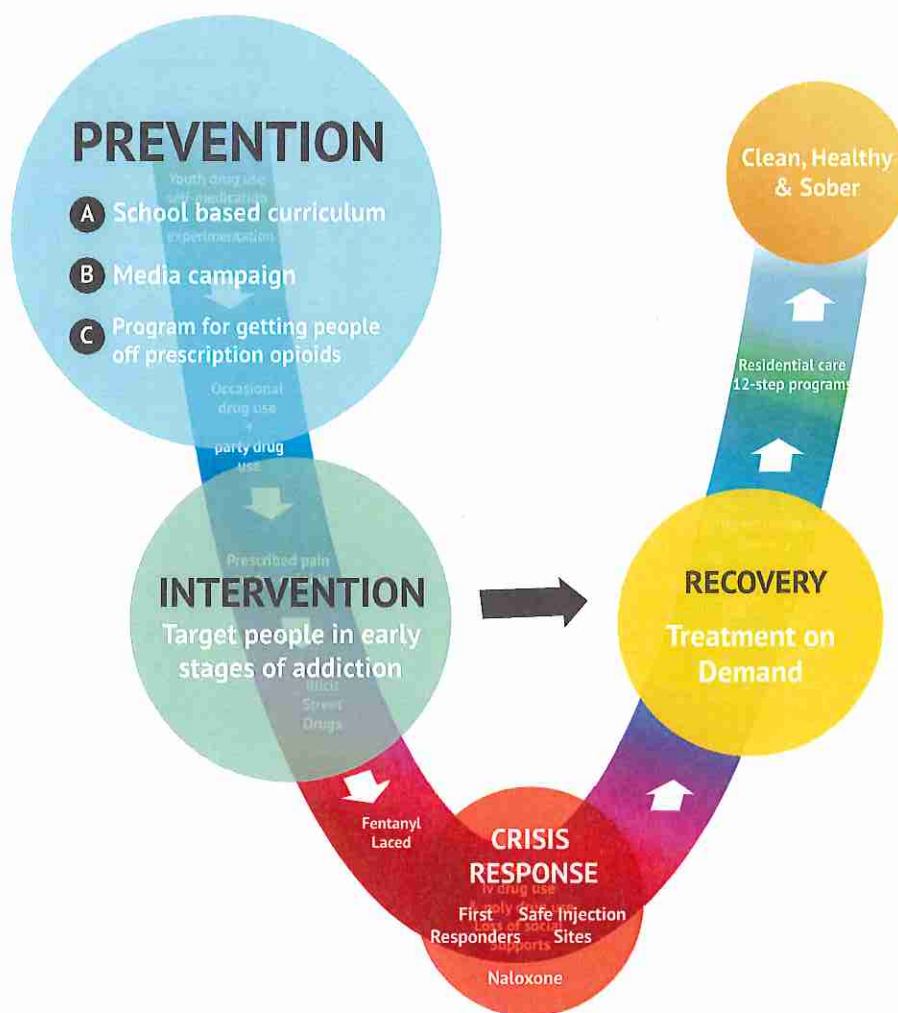 PREVENTION
Youth drug use
self-medication
A School based curriculum
experimentation
B Media campaign
C Program for getting people
off prescription opioids
Occasional
drug use
+
party drug
use
Prescribed pain
INTERVENTION
Target people in early
stages of addiction
Illicit
Street
Drugs
Fentanyl
Laced
CRISIS
RESPONSE
Iv drug use
& poly drug use
First Safe Injection
Loss of social
Responders Sites
Supports
Naloxone
RECOVERY
Treatment on
Demand
Residential care
12-step programs
Clean, Healthy
& Sober